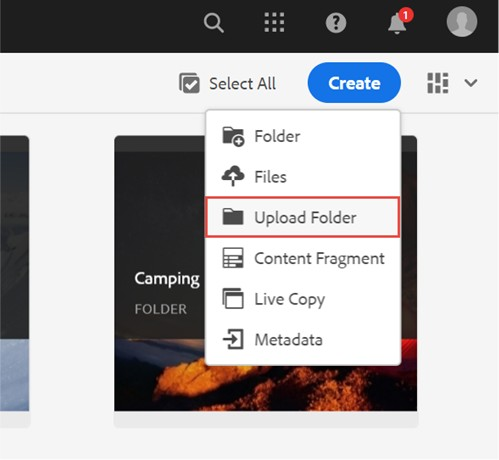 1
Select All
Create
Folder
Files
Upload Folder
Content Fragment
Live Copy
Metadata
Camping
FOLDER